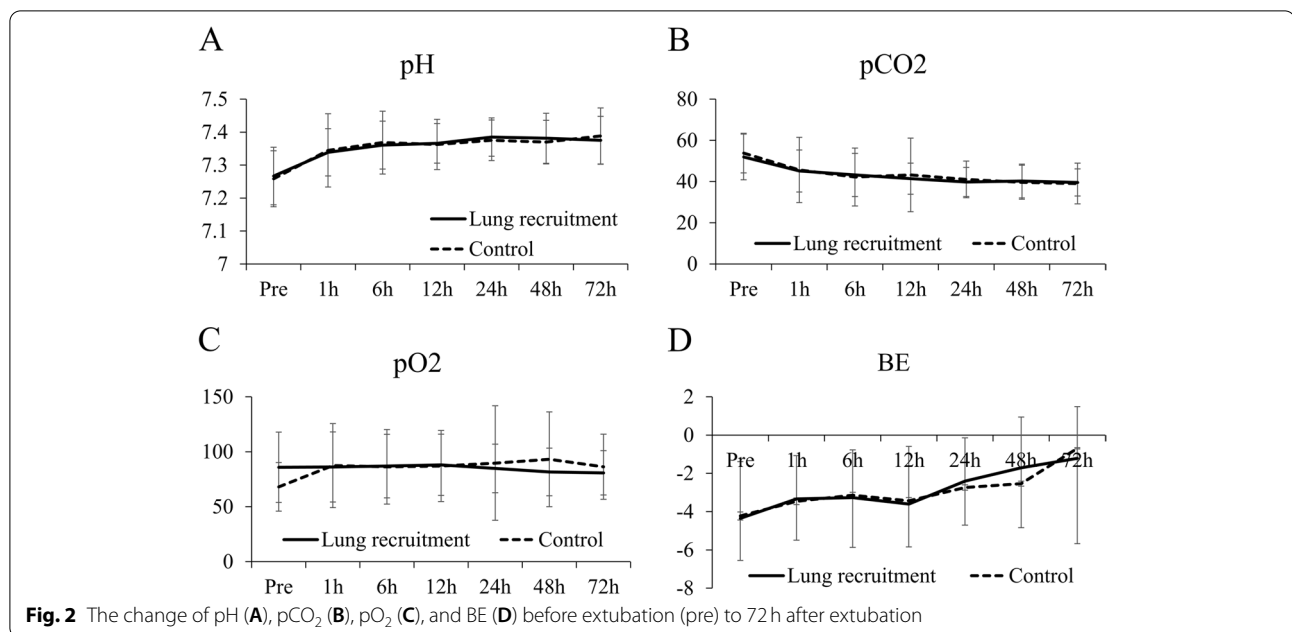 A
pH
7.5
7.4
7.3
7.2
7.1
7
Lung recruitment
Control
Pre 1h 6h 12h 24h 48h 72h
B
pCO2
80
60
40
20
0
Lung recruitment Control
Pre 1h 6h 12h 24h 48h 72h
C
pO2
150
100
50
0
Lung recruitment Control
Pre 1h 6h 12h 24h 48h 72h
D
BE
2
0
-2
-4
-6
-8
Pre 1h 6h 12h 24h 48h 72h
Lung recruitment Control
Fig. 2 The change of pH (A), pCO₂ (B), pO₂ (C), and BE (D) before extubation (pre) to 72 h after extubation